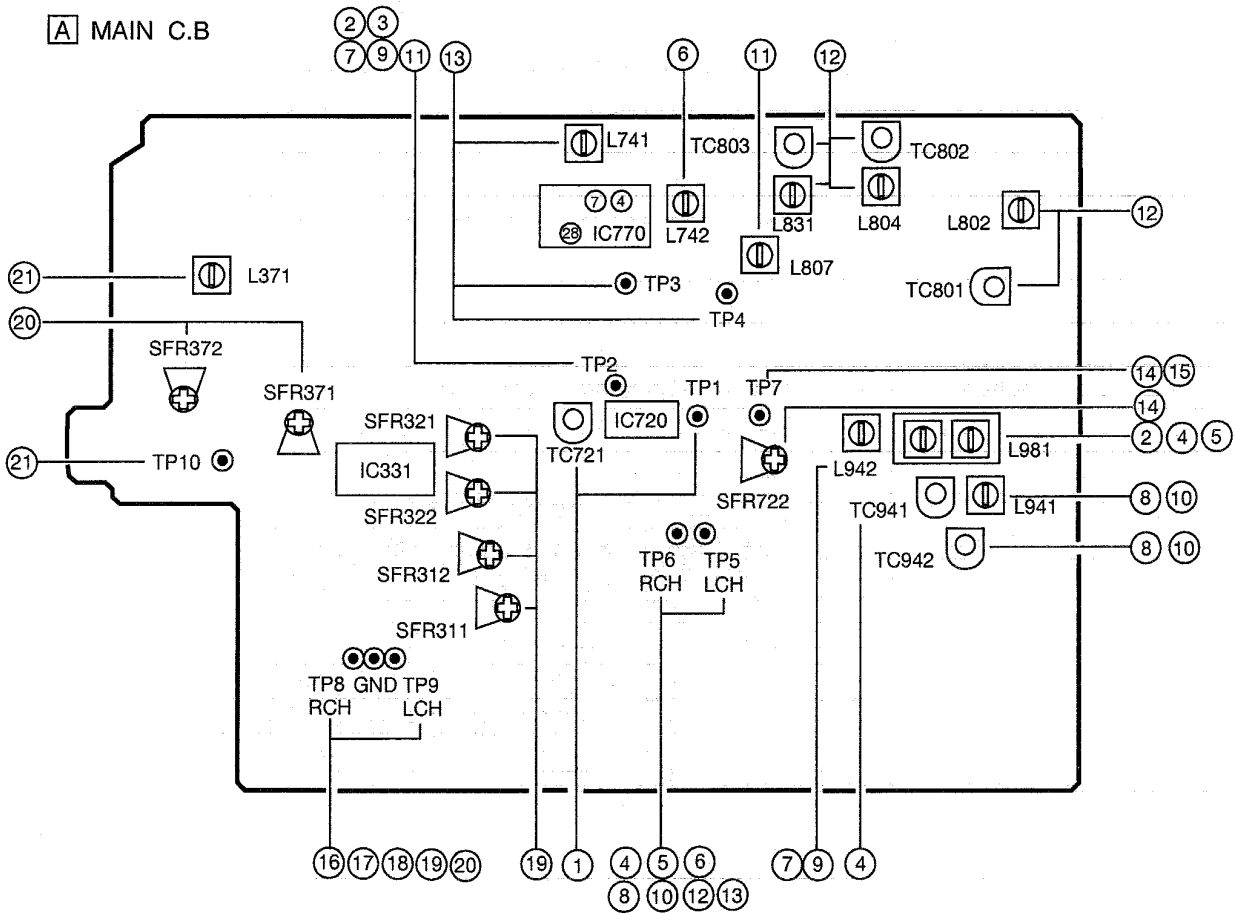 A MAIN C.B
2 3
7 9 11 13 6 11 12
L741 TC803 TC802
7 4
28 IC770 L742 L831 L804 L802 12
21 L371 TP3 L807 TC801
20 TP4
SFR372 TP2
SFR371 TP1 TP7 14 15
SFR321 IC720 14
21 TP10 IC331 TC721 L942 L981 2 4 5
SFR322 SFR722 TC941 L941 8 10
SFR312 TP6 TP5 TC942 8 10
RCH LCH
SFR311
TP8 GND TP9
RCH LCH
16 17 18 19 20 19 1 4 5 6 7 9 4
8 10 12 13